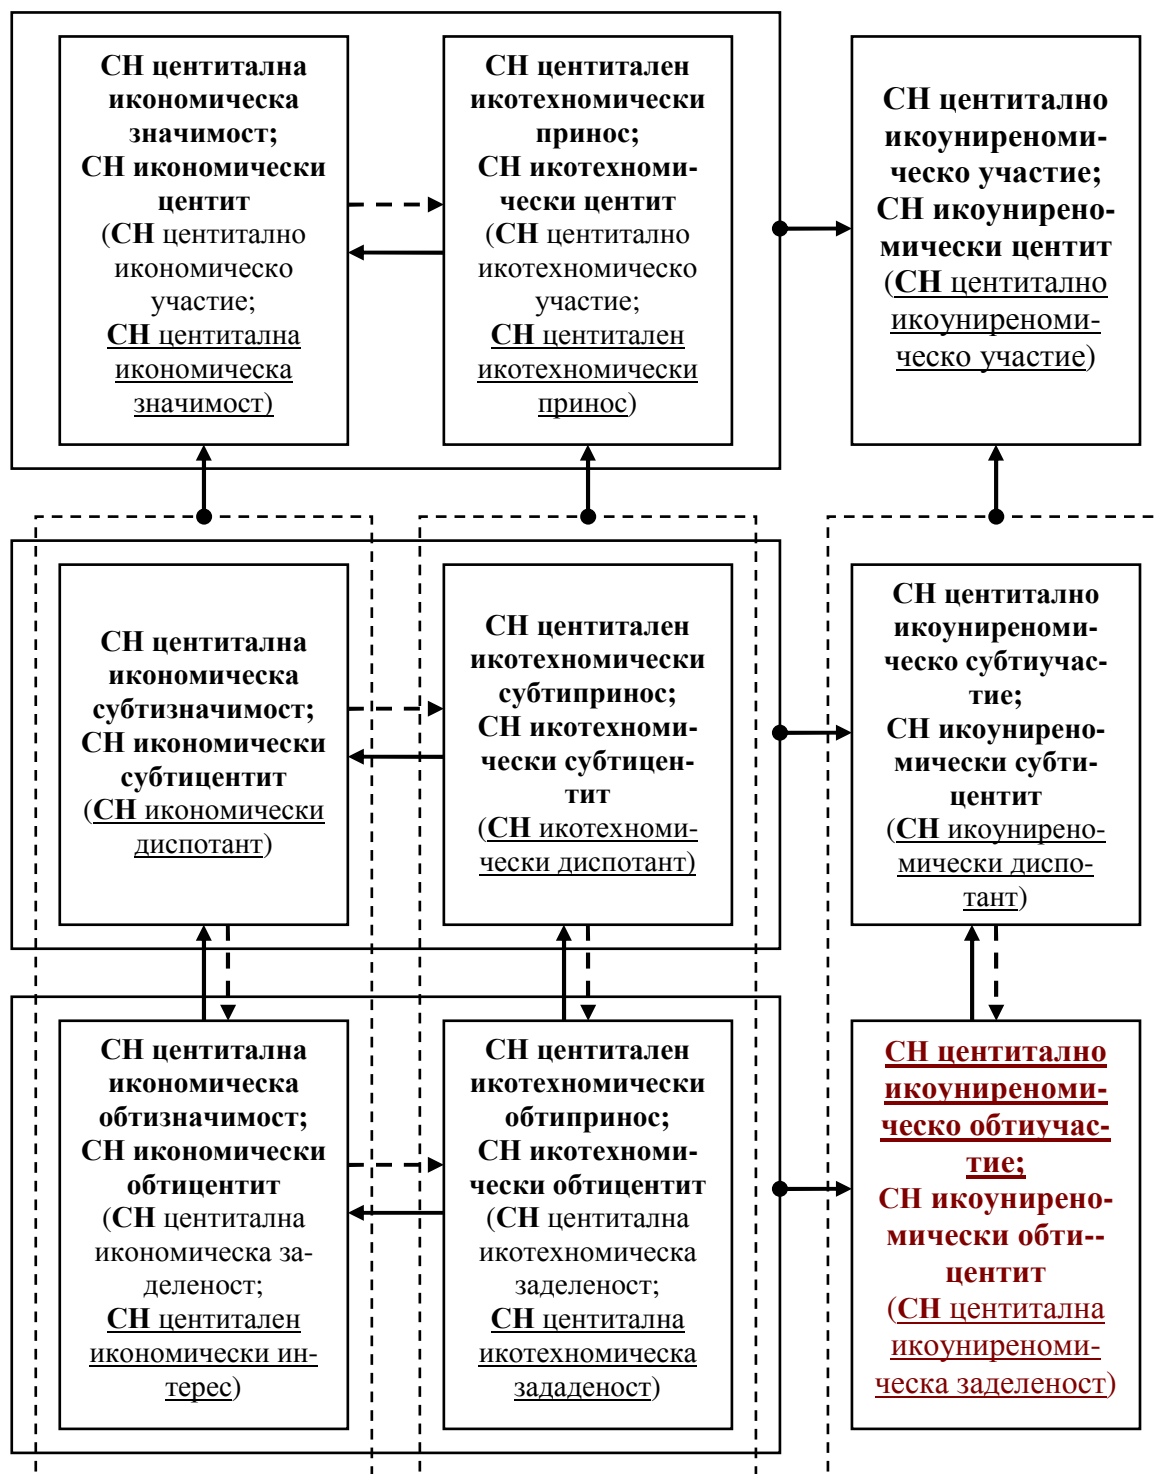 СН центитална
икономическа
значимост;
СН икономически
центит
(СН центитално
икономическо
участие;
СН центитална
икономическа
значимост)
СН центитален
икотехномически
принос;
СН икотехноми-
чески центит
(СН центитално
икотехномическо
участие;
СН центитален
икотехномически
принос)
СН центитално
икоуниреноми-
ческо участие;
СН икоунирено-
мически центит
(СН центитално
икоуниреноми-
ческо участие)
СН центитална
икономическа
субтизначимост;
СН икономически
субтицентит
(СН икономически
диспотант)
СН центитален
икотехномически
субтипринос;
СН икотехноми-
чески субтицен-
тит
(СН икотехноми-
чески диспотант)
СН центитално
икоуниреноми-
ческо субтиучас-
тие;
СН икоунирено-
мически субти-
центит
(СН икоунирено-
мически диспо-
тант)
СН центитална
икономическа
обтизначимост;
СН икономически
обтицентит
(СН центитална
икономическа за-
деленост;
СН центитален
икономически ин-
терес)
СН центитален
икотехномически
обтипринос;
СН икотехноми-
чески обтицентит
(СН центитална
икотехномическа
заделеност;
СН центитална
икотехномическа
зададеност)
СН центитално
икоуниреноми-
ческо обтиучас-
тие;
СН икоунирено-
мически обти--
центит
(СН центитална
икоуниреноми-
ческа заделеност)